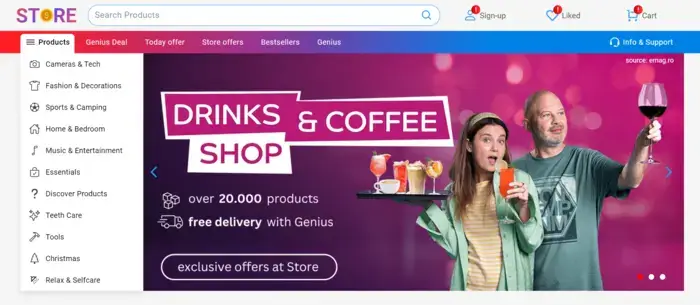 STORE
Search Products
! Sign-up
! Liked
! Cart
Products
Genius Deal
Today offer
Store offers
Bestsellers
Genius
Info & Support
Cameras & Tech
Fashion & Decorations
Sports & Camping
Home & Bedroom
Music & Entertainment
Essentials
Discover Products
Teeth Care
Tools
Christmas
Relax & Selfcare
source: emag.ro
DRINKS
& COFFEE
SHOP
over 20.000 products
free delivery with Genius
exclusive offers at Store